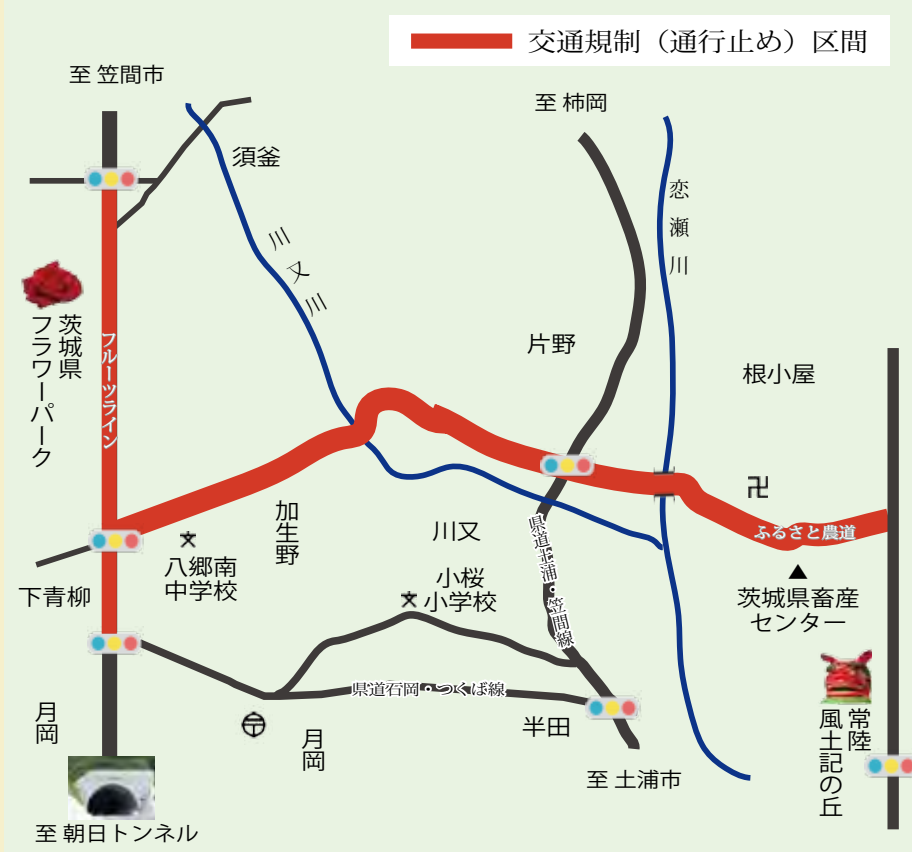 交通規制（通行止め）区間
至 笠間市
至 柿岡
須釜
恋瀬川
川又川
茨城県
フラワーパーク
フルーツライン
片野
根小屋
卍
加生野
川又
ふるさと農道
県道土浦・笠間線
八郷南
中学校
下青柳
小桜
小学校
茨城県畜産
センター
県道石岡・つくば線
月岡
月岡
半田
常陸
風土記の丘
至 土浦市
至 朝日トンネル